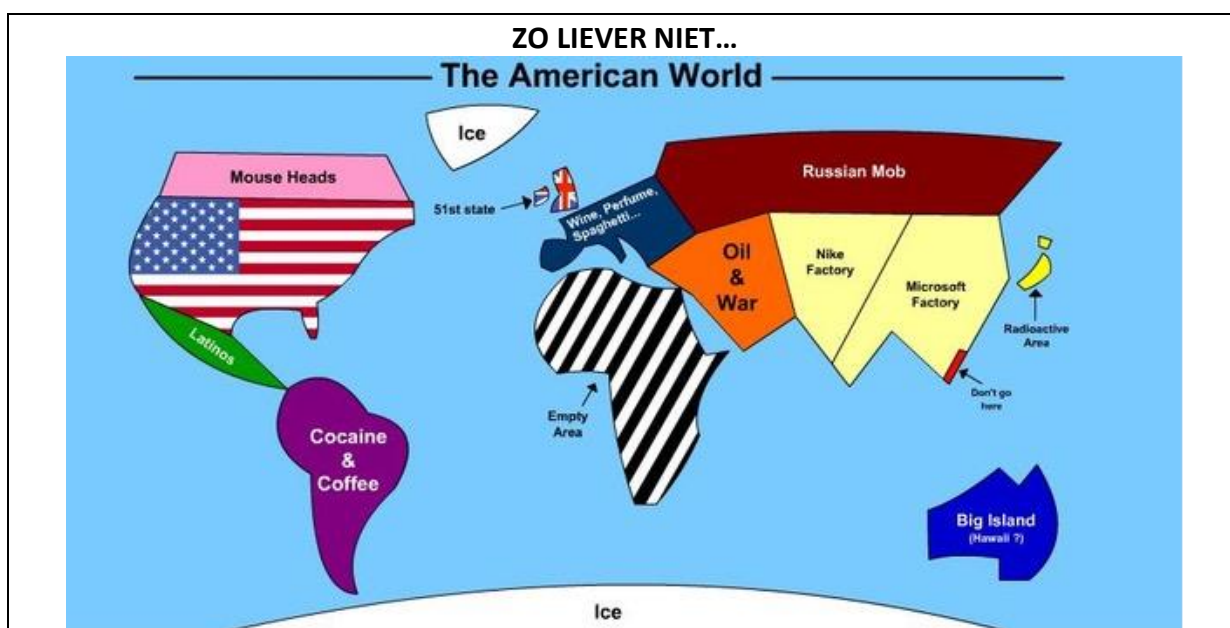 ZO LIEVER NIET...
The American World
Ice
Mouse Heads
Russian Mob
51st state
Wine, Perfume,
Spaghetti...
Oil
&
War
Nike
Factory
Microsoft
Factory
Radioactive
Area
Latinos
Don't go
here
Empty
Area
Cocaine
&
Coffee
Big Island
(Hawaii ?)
Ice